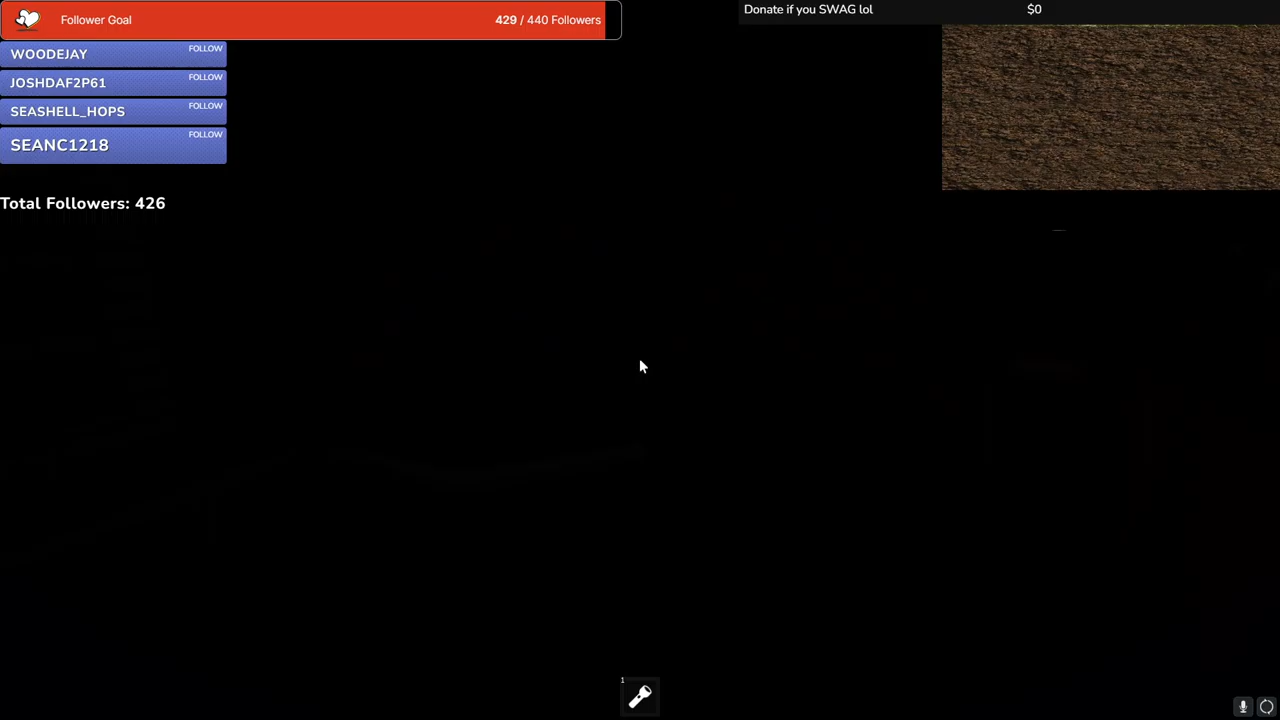 Follower Goal 429 / 440 Followers
Donate if you SWAG lol $0
WOODEJAY FOLLOW
JOSHDAF2P61 FOLLOW
SEASHELL_HOPS FOLLOW
SEANC1218 FOLLOW
Total Followers: 426
1